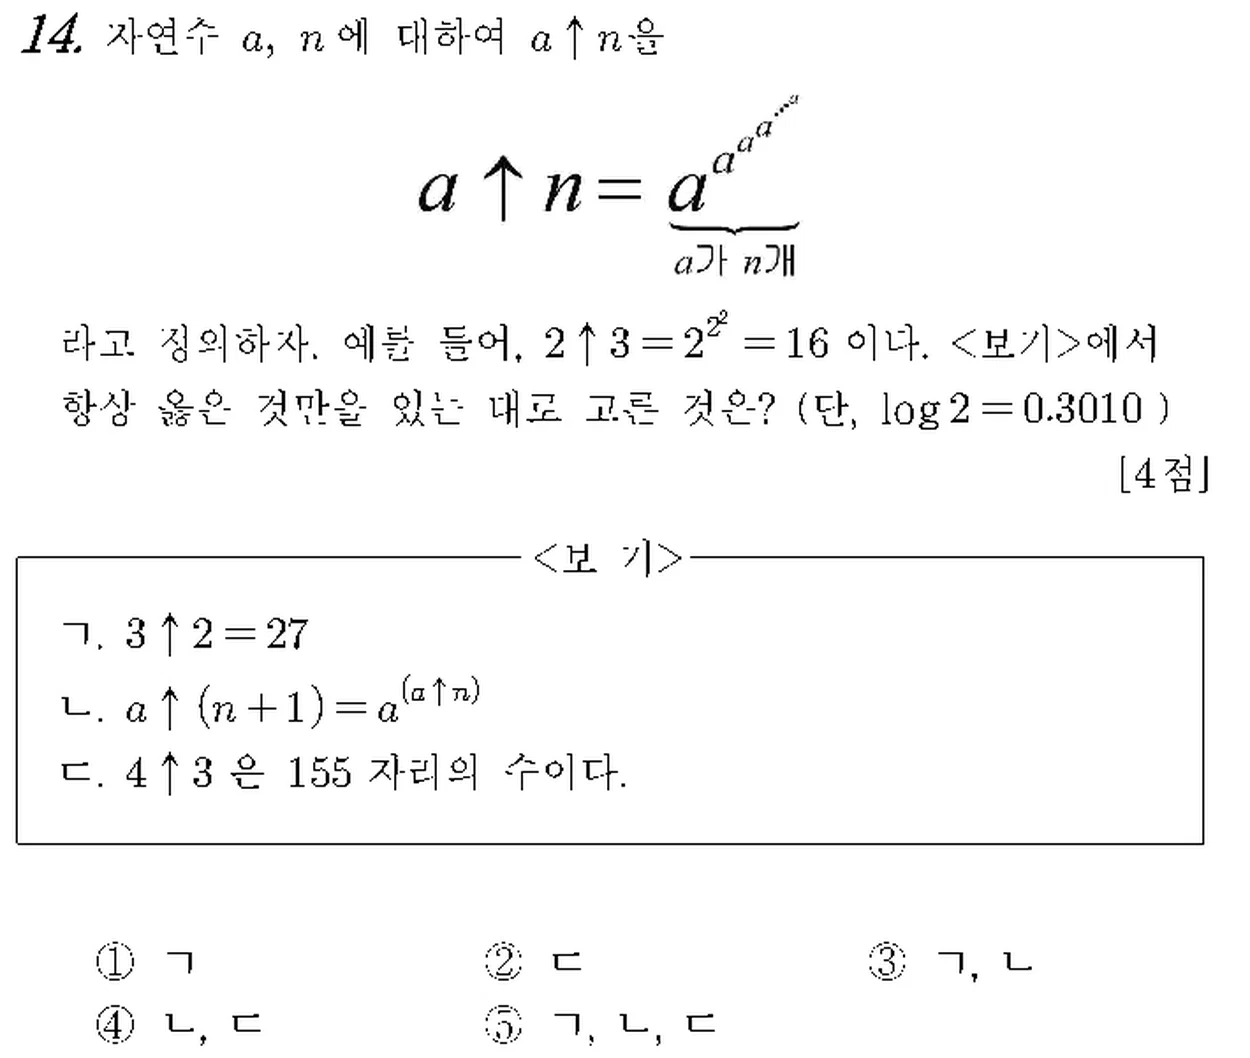 14. 자연수 a, n에 대하여 a↑n을
a↑n = a^{a^{a^{a^{⋰^{a}}}}}
a가 n개
라고 정의하자. 예를 들어, 2↑3=2^{2^{2}}=16 이다. <보기>에서
항상 옳은 것만을 있는 대로 고른 것은? (단, log2=0.3010 )
[4점]
<보 기>
ㄱ. 3↑2=27
ㄴ. a↑(n+1)=a^{(a↑n)}
ㄷ. 4↑3 은 155 자리의 수이다.
① ㄱ ② ㄷ ③ ㄱ, ㄴ
④ ㄴ, ㄷ ⑤ ㄱ, ㄴ, ㄷ